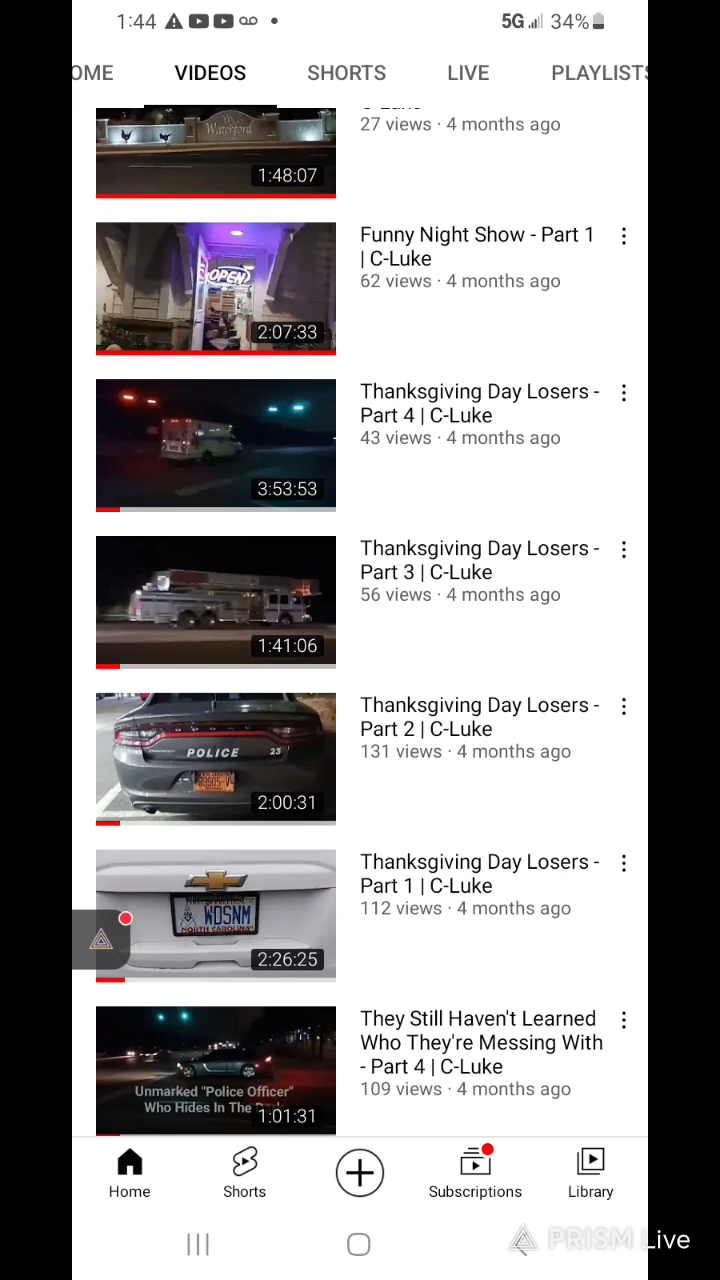 1:44
5G 34%
OME VIDEOS SHORTS LIVE PLAYLISTS
C-Luke
27 views · 4 months ago
Waterford
1:48:07
Funny Night Show - Part 1
| C-Luke
62 views · 4 months ago
OPEN
2:07:33
Thanksgiving Day Losers -
Part 4 | C-Luke
43 views · 4 months ago
3:53:53
Thanksgiving Day Losers -
Part 3 | C-Luke
56 views · 4 months ago
1:41:06
Thanksgiving Day Losers -
Part 2 | C-Luke
131 views · 4 months ago
POLICE 23
2:00:31
Thanksgiving Day Losers -
Part 1 | C-Luke
112 views · 4 months ago
WDSNM
NORTH CAROLINA
2:26:25
They Still Haven't Learned
Who They're Messing With
- Part 4 | C-Luke
109 views · 4 months ago
Unmarked "Police Officer"
Who Hides In The
1:01:31
Home Shorts Subscriptions Library
PRISM Live